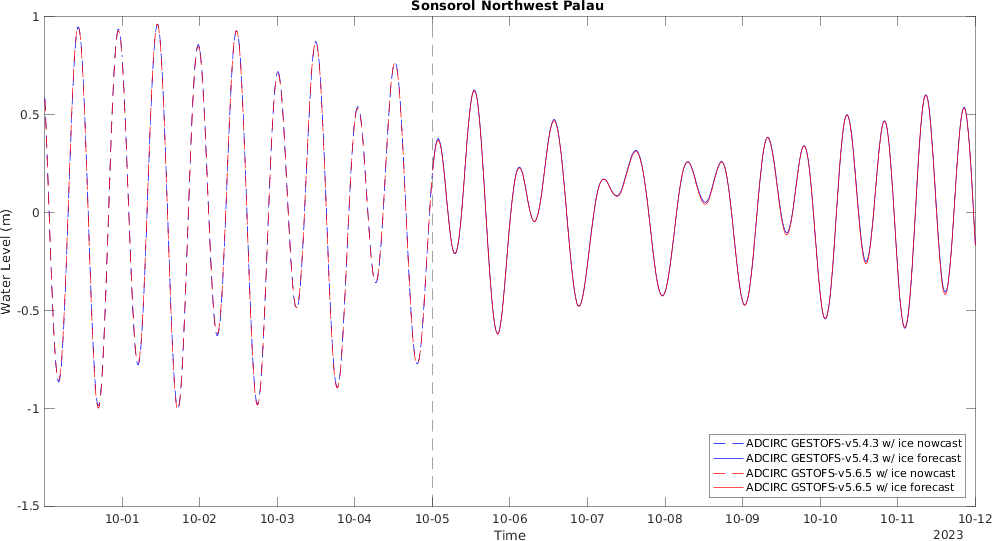 Sonsorol Northwest Palau
1
0.5
0
-0.5
-1
-1.5
Water Level (m)
ADCIRC GESTOFS-v5.4.3 w/ ice nowcast
ADCIRC GESTOFS-v5.4.3 w/ ice forecast
ADCIRC GSTOFS-v5.6.5 w/ ice nowcast
ADCIRC GSTOFS-v5.6.5 w/ ice forecast
10-01 10-02 10-03 10-04 10-05 10-06 10-07 10-08 10-09 10-10 10-11 10-12
Time 2023